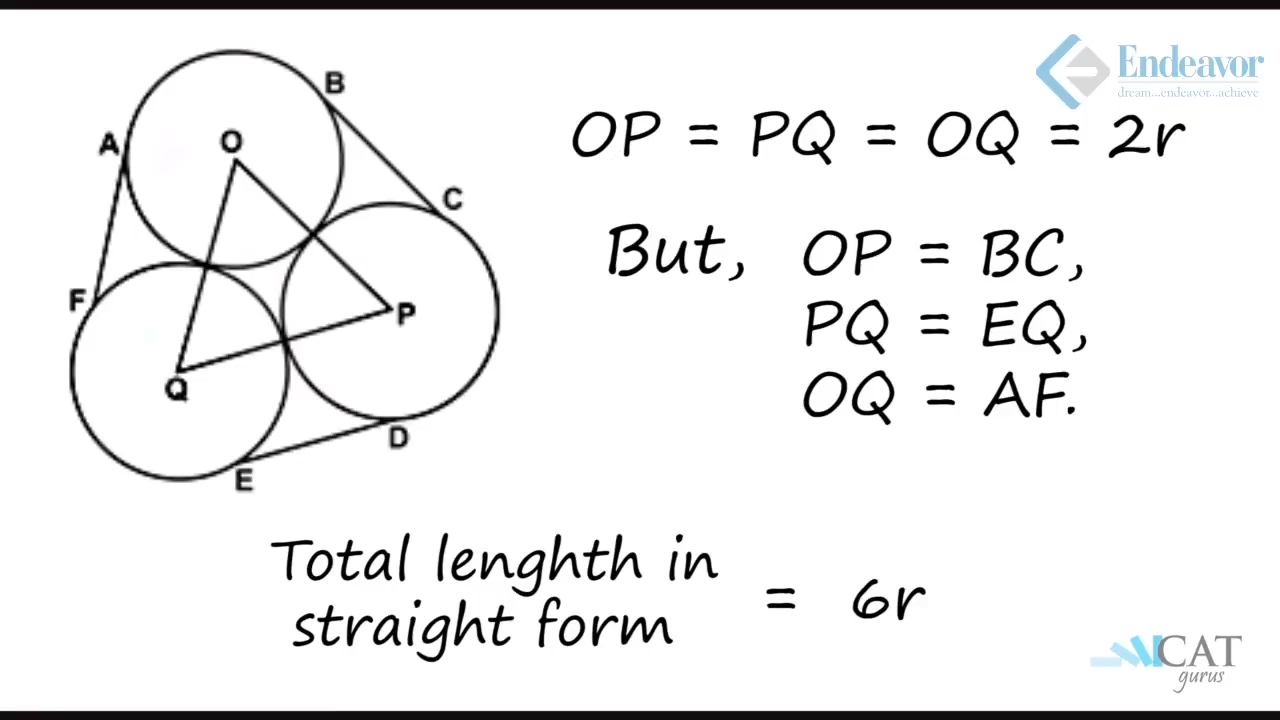 Endeavor
dream...endeavor...achieve
B
A
O
OP = PQ = OQ = 2r
C
But, OP = BC,
F
P
PQ = EQ,
Q
OQ = AF.
D
E
Total lenghth in
straight form = 6r
CAT
gurus